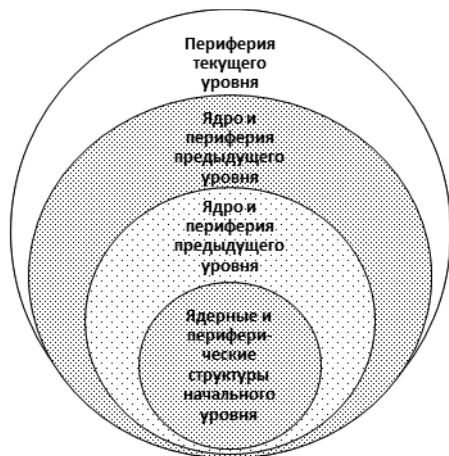 Периферия
текущего
уровня
Ядро и
периферия
предыдущего
уровня
Ядро и
периферия
предыдущего
уровня
Ядерные и
перифери-
ческие
структуры
начального
уровня